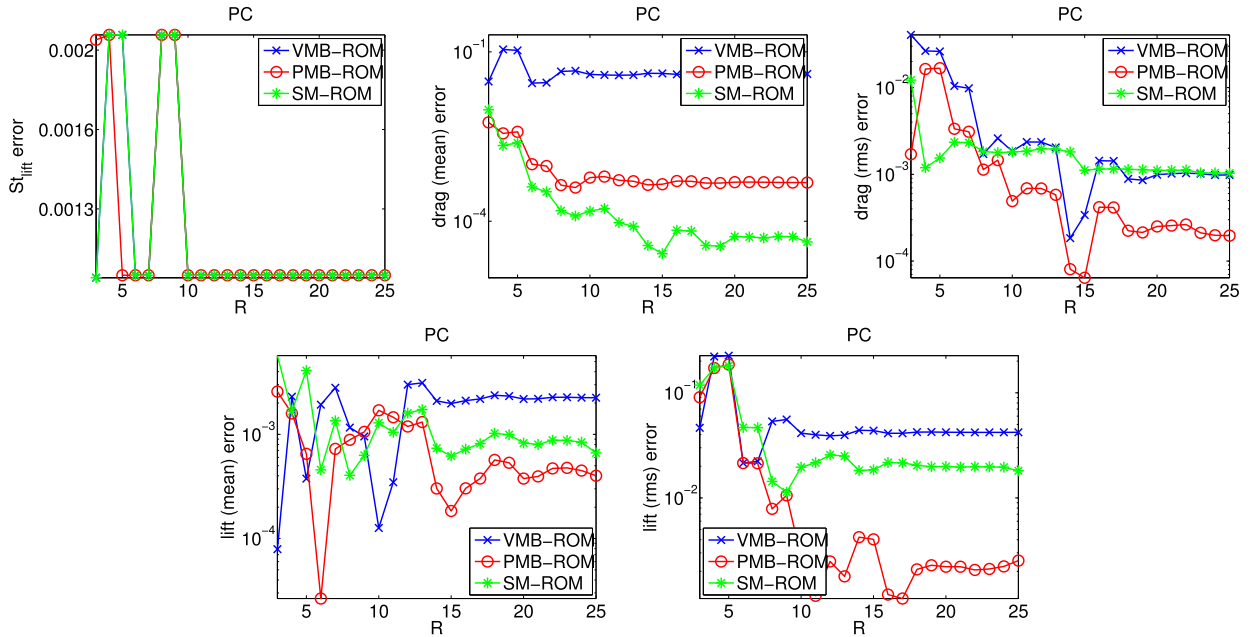 PC
St_lift error
0.002
0.0016
0.0013
5
10
15
20
25
R
VMB-ROM
PMB-ROM
SM-ROM
PC
drag (mean) error
10^-1
10^-4
5
10
15
20
25
R
VMB-ROM
PMB-ROM
SM-ROM
PC
drag (rms) error
10^-2
10^-3
10^-4
5
10
15
20
25
R
VMB-ROM
PMB-ROM
SM-ROM
PC
lift (mean) error
10^-3
10^-4
5
10
15
20
25
R
VMB-ROM
PMB-ROM
SM-ROM
PC
lift (rms) error
10^-1
10^-2
5
10
15
20
25
R
VMB-ROM
PMB-ROM
SM-ROM